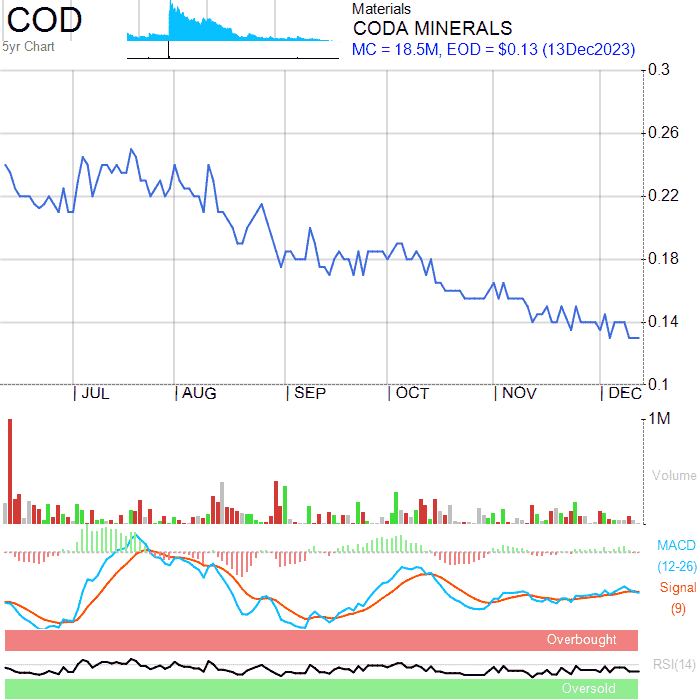 COD
5yr Chart
Materials
CODA MINERALS
MC = 18.5M, EOD = $0.13 (13Dec2023)
0.3
0.26
0.22
0.18
0.14
0.1
JUL
AUG
SEP
OCT
NOV
DEC
1M
Volume
MACD
(12-26)
Signal
(9)
Overbought
RSI(14)
Oversold